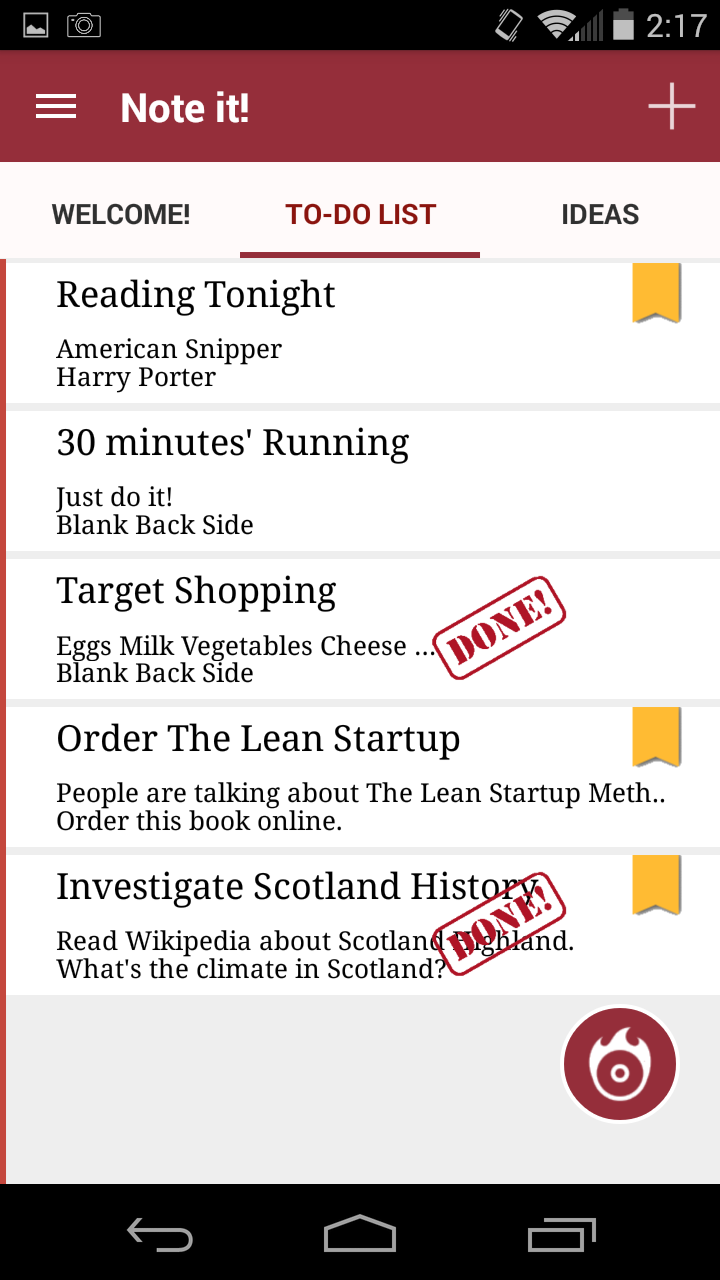 2:17
Note it!
WELCOME!
TO-DO LIST
IDEAS
Reading Tonight
American Snipper
Harry Porter
30 minutes' Running
Just do it!
Blank Back Side
Target Shopping
Eggs Milk Vegetables Cheese ...
DONE!
Blank Back Side
Order The Lean Startup
People are talking about The Lean Startup Meth..
Order this book online.
Investigate Scotland History
DONE!
Read Wikipedia about Scotland Highland.
What's the climate in Scotland?